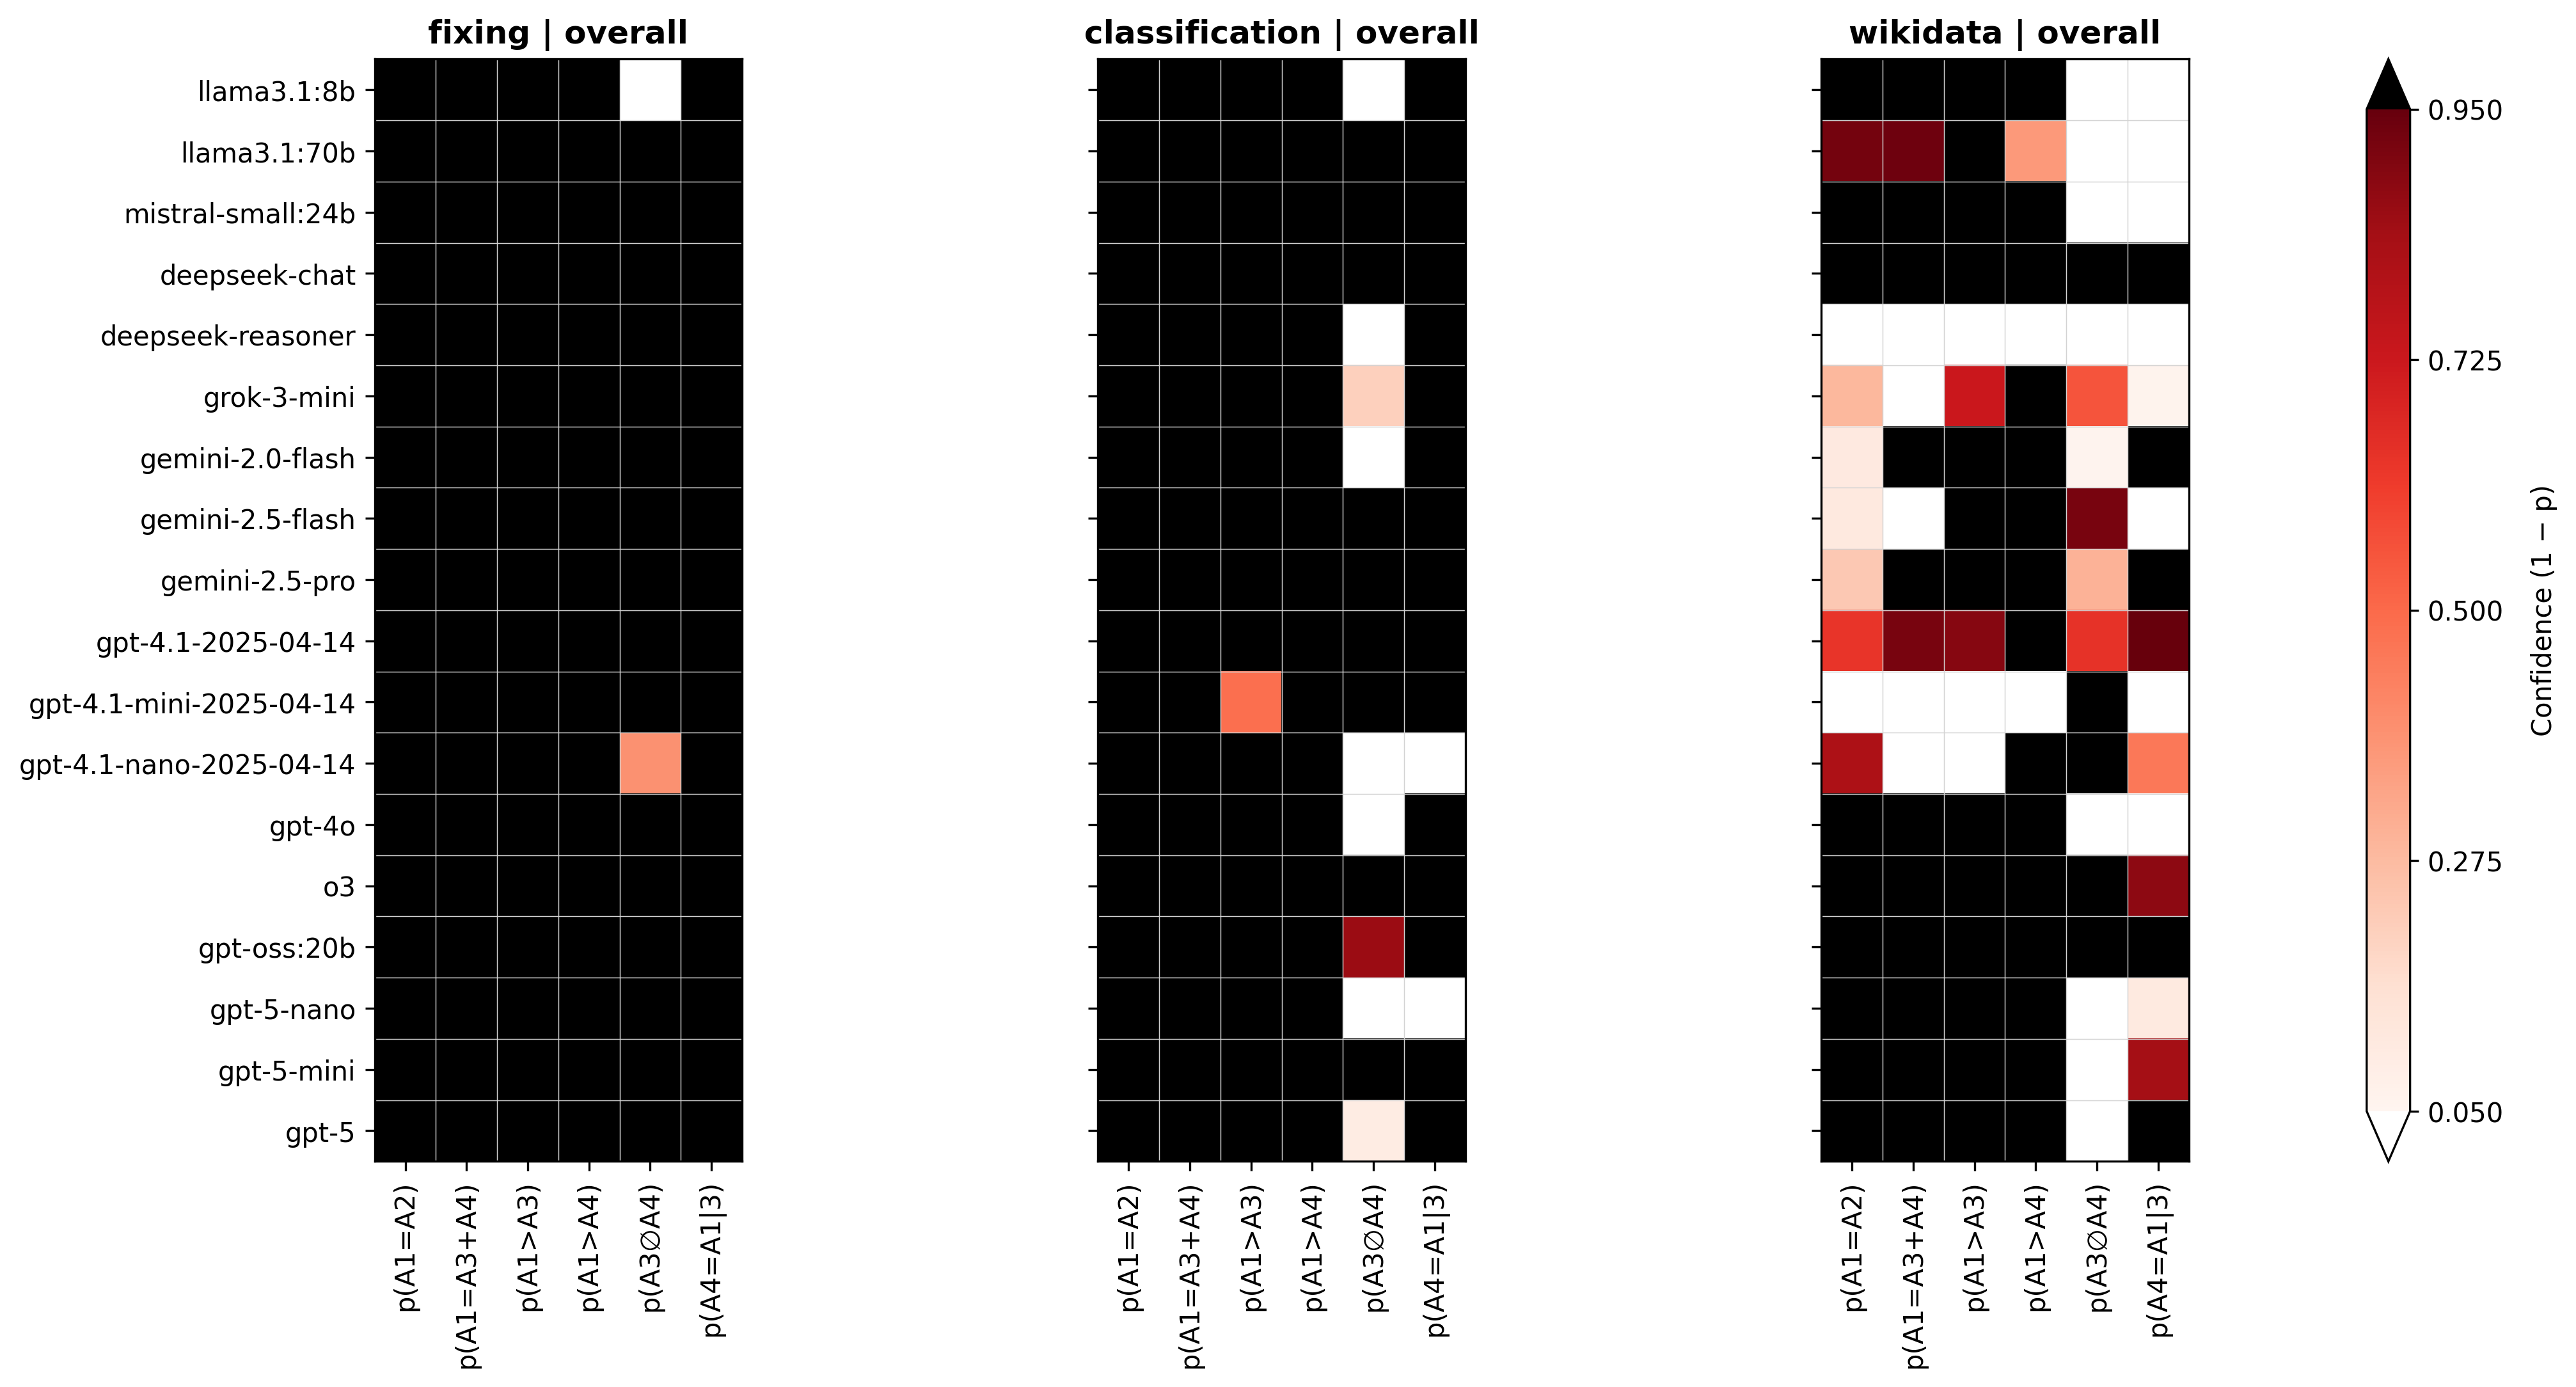 fixing | overall
classification | overall
wikidata | overall
llama3.1:8b
llama3.1:70b
mistral-small:24b
deepseek-chat
deepseek-reasoner
grok-3-mini
gemini-2.0-flash
gemini-2.5-flash
gemini-2.5-pro
gpt-4.1-2025-04-14
gpt-4.1-mini-2025-04-14
gpt-4.1-nano-2025-04-14
gpt-4o
o3
gpt-oss:20b
gpt-5-nano
gpt-5-mini
gpt-5
p(A1=A2)
p(A1=A3+A4)
p(A1>A3)
p(A1>A4)
p(A3∅A4)
p(A4=A1|3)
p(A1=A2)
p(A1=A3+A4)
p(A1>A3)
p(A1>A4)
p(A3∅A4)
p(A4=A1|3)
p(A1=A2)
p(A1=A3+A4)
p(A1>A3)
p(A1>A4)
p(A3∅A4)
p(A4=A1|3)
0.950
0.725
0.500
0.275
0.050
Confidence (1 − p)